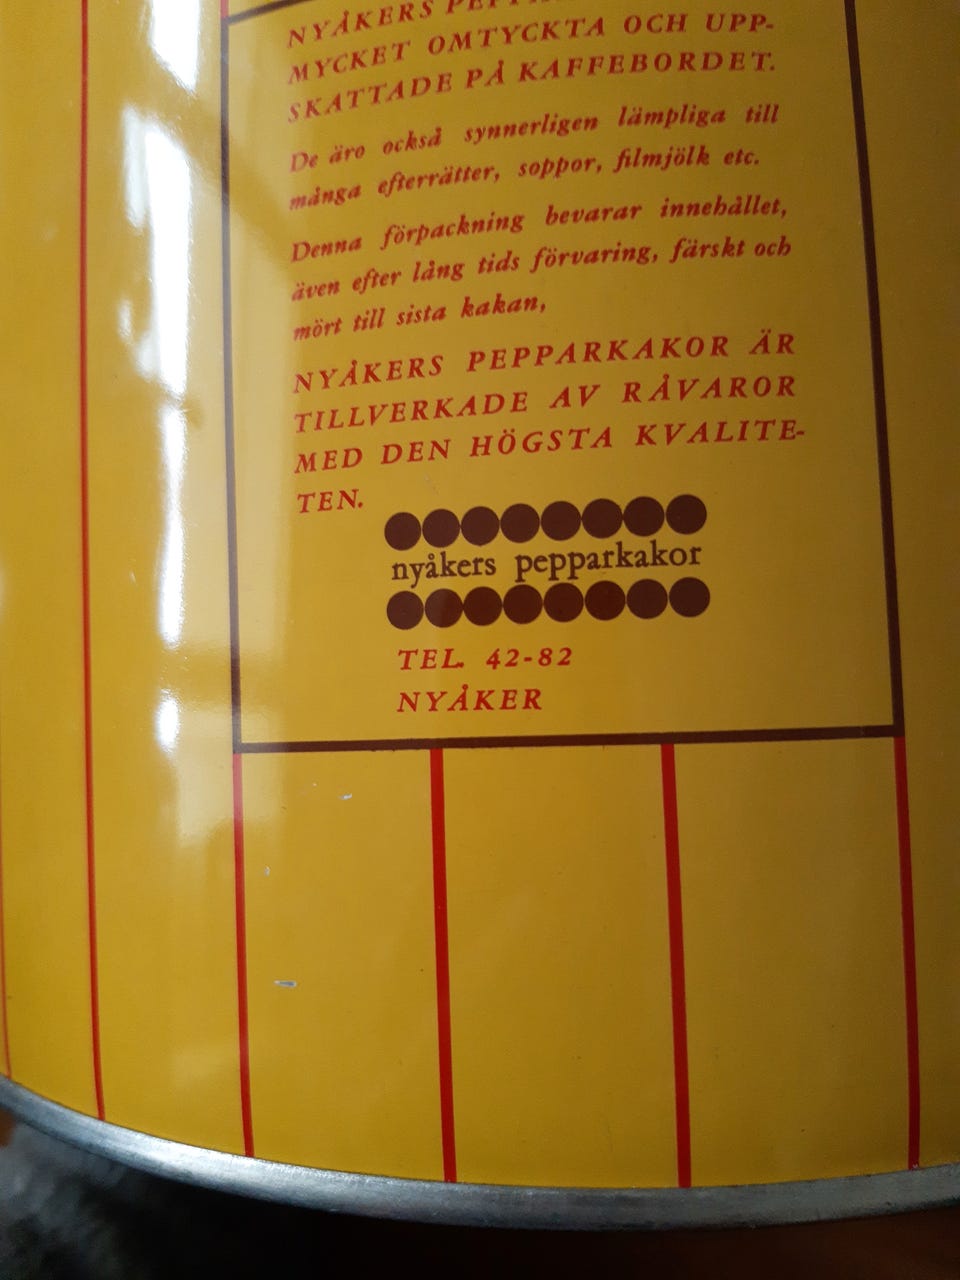 NYÅKERS
MYCKET OMTYCKTA OCH UPP-
SKATTADE PÅ KAFFEBORDET.
De äro också synnerligen lämpliga till
många efterrätter, soppor, filmjölk etc.
Denna förpackning bevarar innehållet,
även efter lång tids förvaring, färskt och
mört till sista kakan,
NYÅKERS PEPPARKAKOR ÄR
TILLVERKADE AV RÅVAROR
MED DEN HÖGSTA KVALITE-
TEN.
nyåkers pepparkakor
TEL. 42-82
NYÅKER